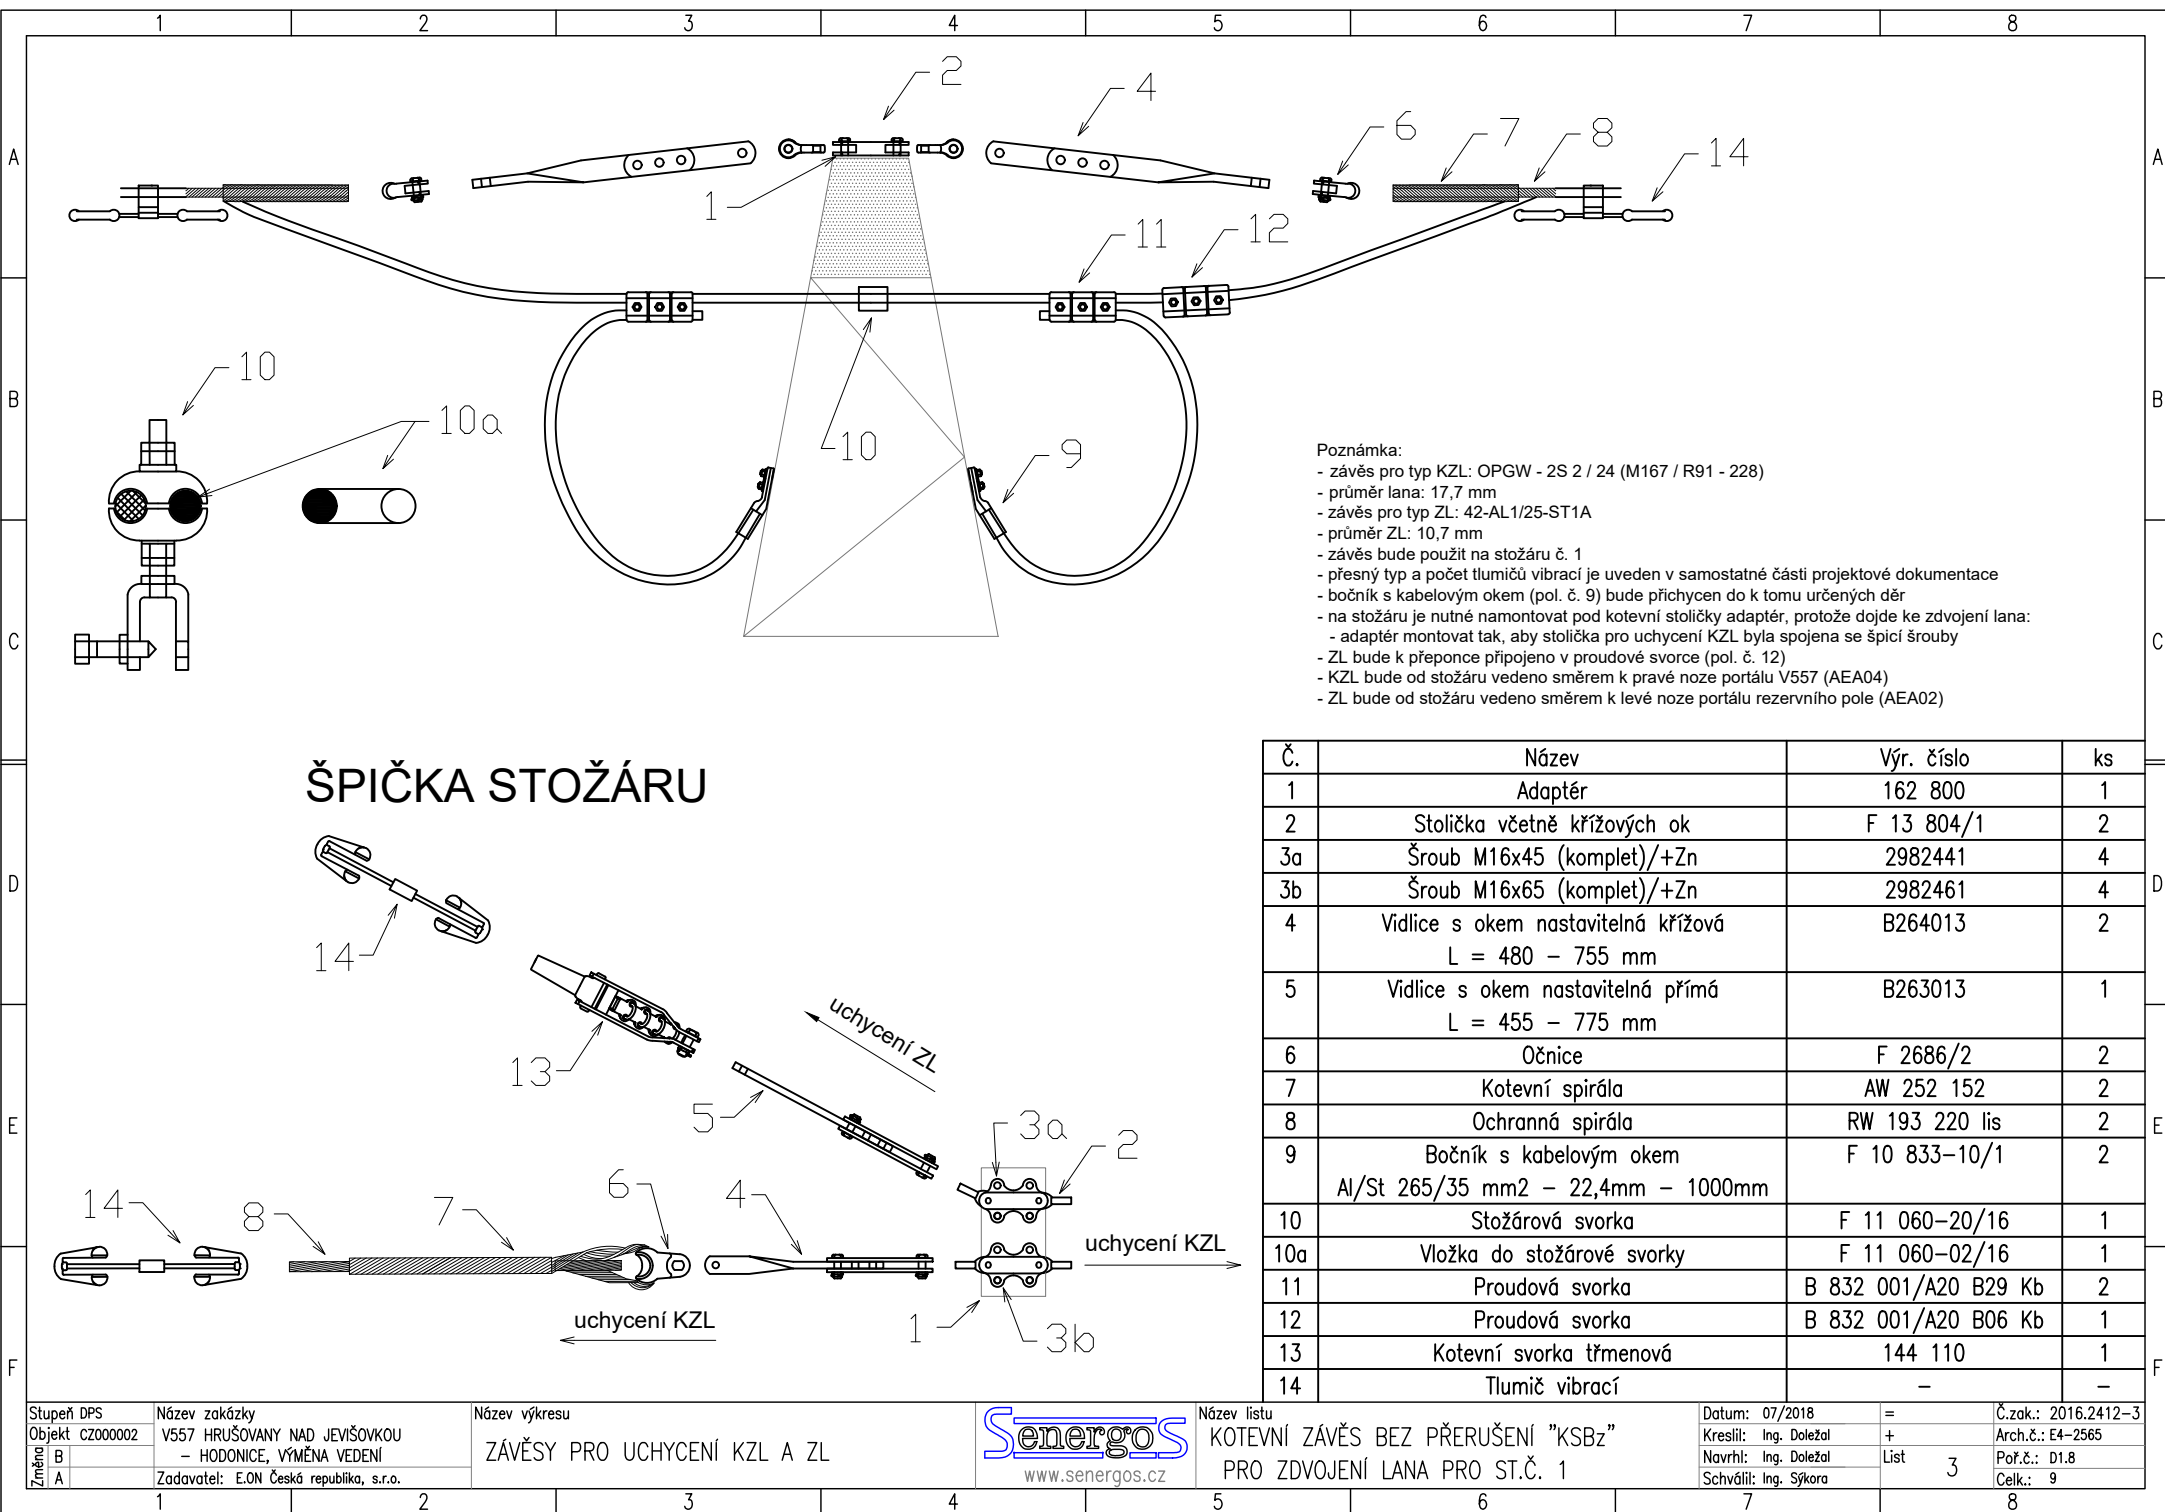 1 2 3 4 5 6 7 8
A A
B B
C C
D D
E E
F F
2
4
6
7
8
14
1
11
12
10
10
10a
9
Poznámka:
- závěs pro typ KZL: OPGW - 2S 2 / 24 (M167 / R91 - 228)
- průměr lana: 17,7 mm
- závěs pro typ ZL: 42-AL1/25-ST1A
- průměr ZL: 10,7 mm
- závěs bude použit na stožáru č. 1
- přesný typ a počet tlumičů vibrací je uveden v samostatné části projektové dokumentace
- bočník s kabelovým okem (pol. č. 9) bude přichycen do k tomu určených děr
- na stožáru je nutné namontovat pod kotevní stoličky adaptér, protože dojde ke zdvojení lana:
- adaptér montovat tak, aby stolička pro uchycení KZL byla spojena se špicí šrouby
- ZL bude k přeponce připojeno v proudové svorce (pol. č. 12)
- KZL bude od stožáru vedeno směrem k pravé noze portálu V557 (AEA04)
- ZL bude od stožáru vedeno směrem k levé noze portálu rezervního pole (AEA02)
ŠPIČKA STOŽÁRU
14
13
uchycení ZL
5
3a
2
14
8
7
6
4
uchycení KZL
uchycení KZL
1
3b
Č. Název Výr. číslo ks
1 Adaptér 162 800 1
2 Stolička včetně křížových ok F 13 804/1 2
3a Šroub M16x45 (komplet)/+Zn 2982441 4
3b Šroub M16x65 (komplet)/+Zn 2982461 4
4 Vidlice s okem nastavitelná křížová B264013 2
L = 480 – 755 mm
5 Vidlice s okem nastavitelná přímá B263013 1
L = 455 – 775 mm
6 Očnice F 2686/2 2
7 Kotevní spirála AW 252 152 2
8 Ochranná spirála RW 193 220 lis 2
9 Bočník s kabelovým okem F 10 833–10/1 2
Al/St 265/35 mm2 – 22,4mm – 1000mm
10 Stožárová svorka F 11 060–20/16 1
10a Vložka do stožárové svorky F 11 060–02/16 1
11 Proudová svorka B 832 001/A20 B29 Kb 2
12 Proudová svorka B 832 001/A20 B06 Kb 1
13 Kotevní svorka třmenová 144 110 1
14 Tlumič vibrací – –
Stupeň DPS
Objekt CZ000002
Změna
B
A
Název zakázky
V557 HRUŠOVANY NAD JEVIŠOVKOU
– HODONICE, VÝMĚNA VEDENÍ
Zadavatel: E.ON Česká republika, s.r.o.
Název výkresu
ZÁVĚSY PRO UCHYCENÍ KZL A ZL
SenergoS
www.senergos.cz
Název listu
KOTEVNÍ ZÁVĚS BEZ PŘERUŠENÍ "KSBz"
PRO ZDVOJENÍ LANA PRO ST.Č. 1
Datum: 07/2018
Kreslil: Ing. Doležal
Navrhl: Ing. Doležal
Schválil: Ing. Sýkora
=
+
List 3
Č.zak.: 2016.2412–3
Arch.č.: E4–2565
Poř.č.: D1.8
Celk.: 9
1 2 3 4 5 6 7 8